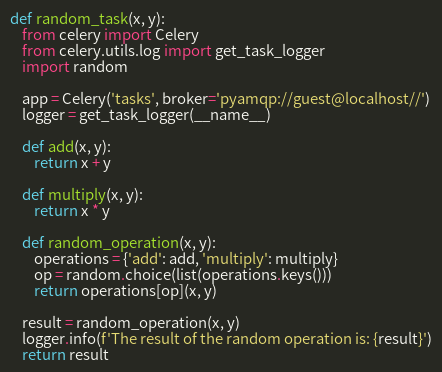 def random_task(x, y):
    from celery import Celery
    from celery.utils.log import get_task_logger
    import random

    app = Celery('tasks', broker='pyamqp://guest@localhost//')
    logger = get_task_logger(__name__)

    def add(x, y):
        return x + y

    def multiply(x, y):
        return x * y

    def random_operation(x, y):
        operations = {'add': add, 'multiply': multiply}
        op = random.choice(list(operations.keys()))
        return operations[op](x, y)

    result = random_operation(x, y)
    logger.info(f'The result of the random operation is: {result}')
    return result